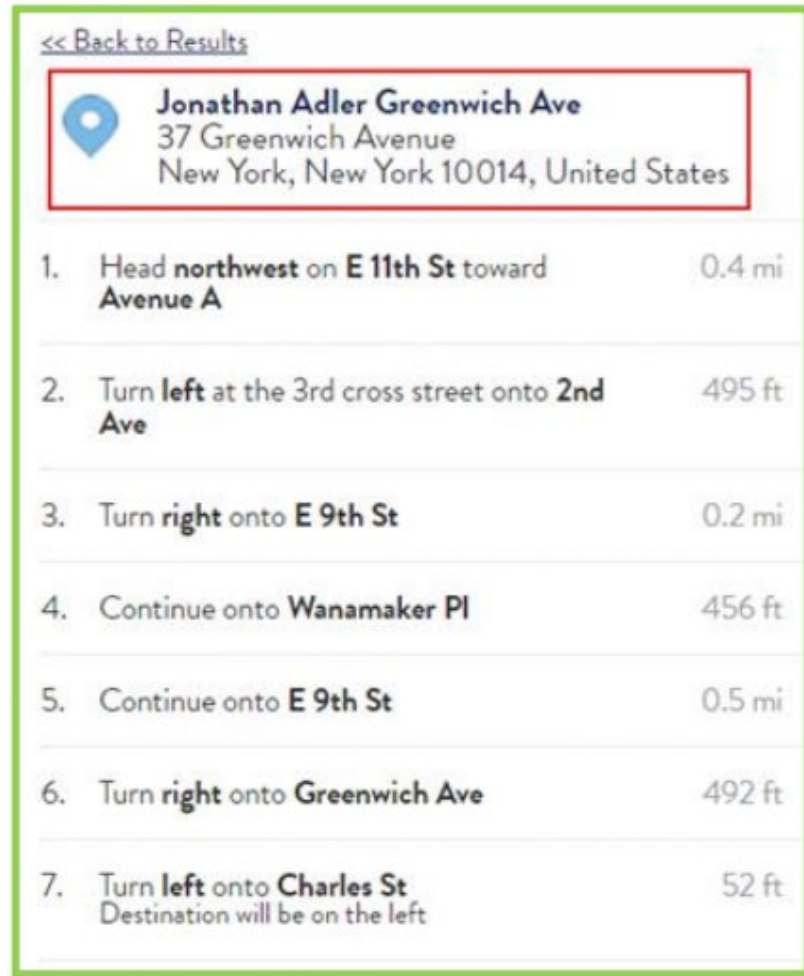 << Back to Results
Jonathan Adler Greenwich Ave
37 Greenwich Avenue
New York, New York 10014, United States
1. Head northwest on E 11th St toward 0.4 mi
Avenue A
2. Turn left at the 3rd cross street onto 2nd 495 ft
Ave
3. Turn right onto E 9th St 0.2 mi
4. Continue onto Wanamaker Pl 456 ft
5. Continue onto E 9th St 0.5 mi
6. Turn right onto Greenwich Ave 492 ft
7. Turn left onto Charles St 52 ft
Destination will be on the left